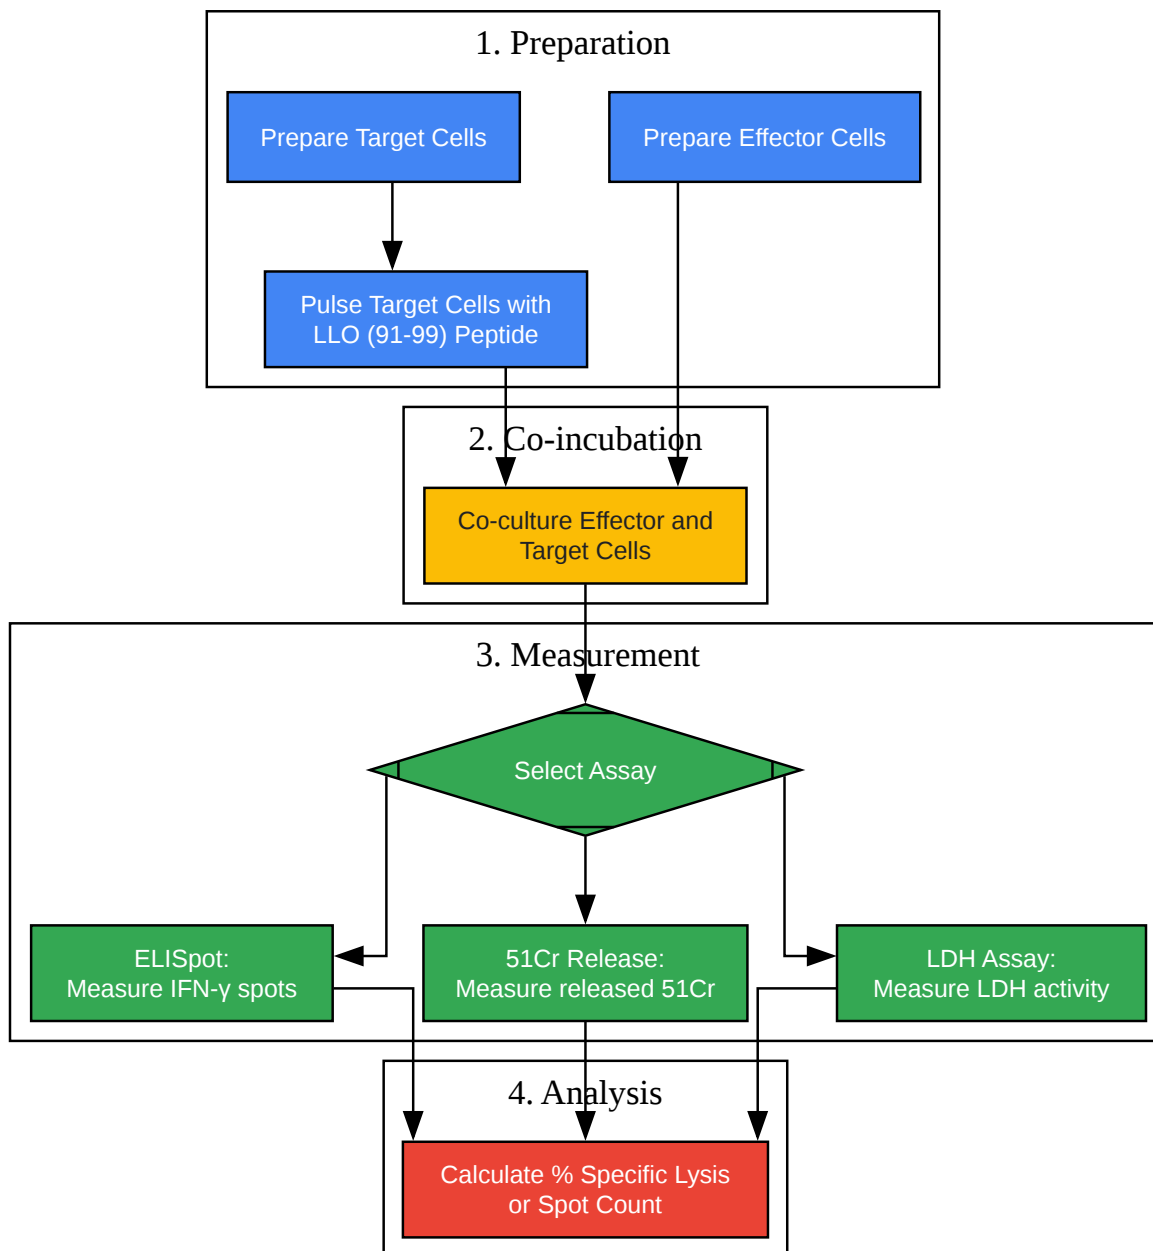 1. Preparation
Prepare Target Cells
Prepare Effector Cells
Pulse Target Cells with
LLO (91-99) Peptide
2. Co-incubation
Co-culture Effector and
Target Cells
3. Measurement
Select Assay
ELISpot:
Measure IFN-γ spots
51Cr Release:
Measure released 51Cr
LDH Assay:
Measure LDH activity
4. Analysis
Calculate % Specific Lysis
or Spot Count